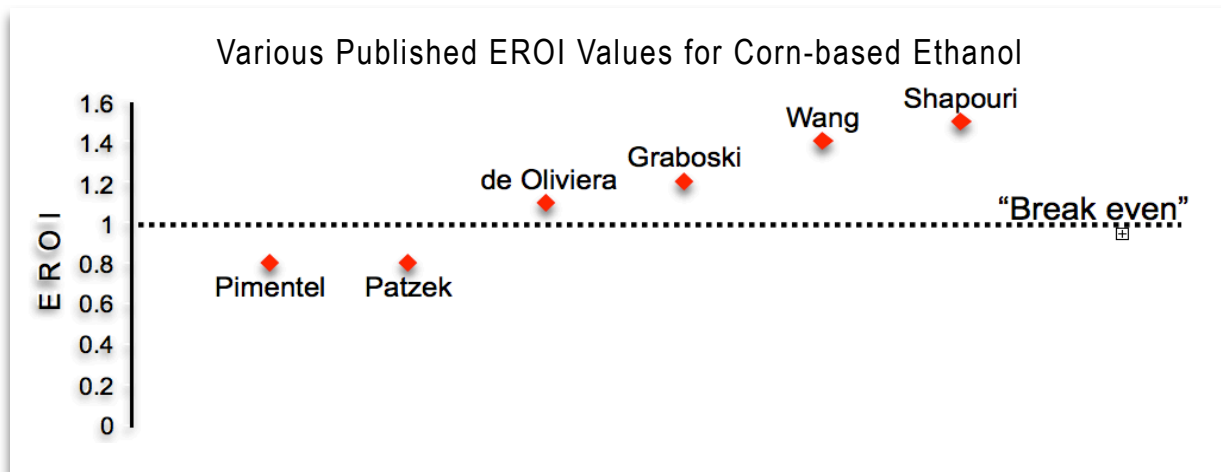 Various Published EROI Values for Corn-based Ethanol
1.6
1.4
1.2
1
0.8
0.6
0.4
0.2
0
EROI
Shapouri
Wang
Graboski
de Oliviera
"Break even"
Pimentel
Patzek